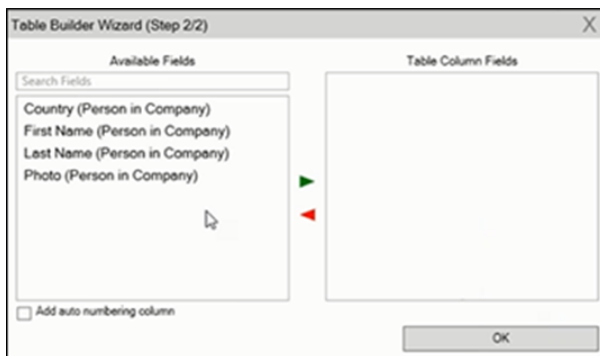 Table Builder Wizard (Step 2/2)
X
Available Fields
Table Column Fields
Search Fields
Country (Person in Company)
First Name (Person in Company)
Last Name (Person in Company)
Photo (Person in Company)
Add auto numbering column
OK